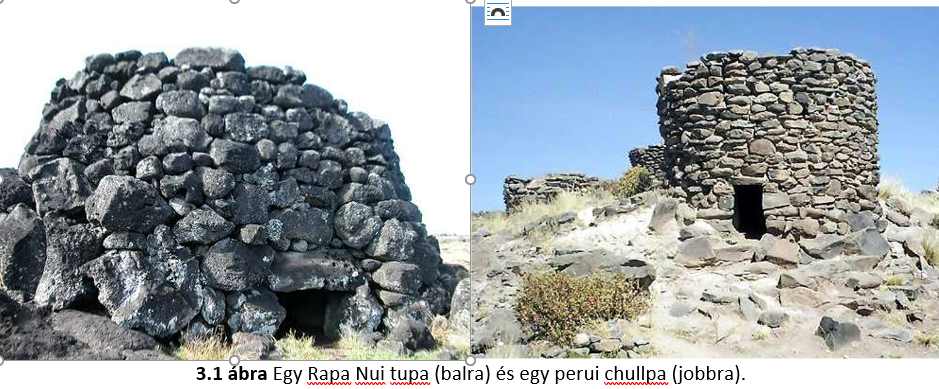 3.1 ábra Egy Rapa Nui tupa (balra) és egy perui chullpa (jobbra).